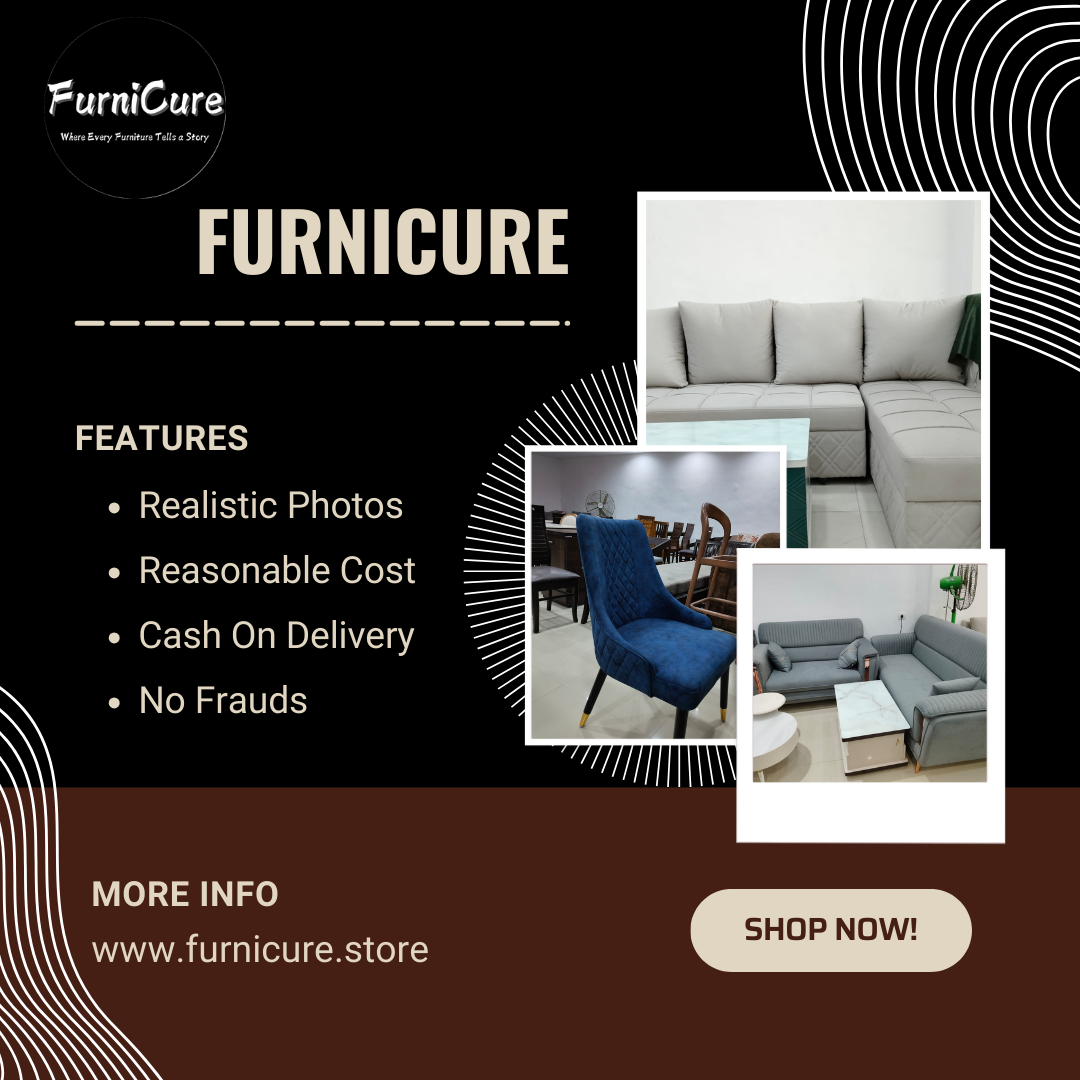 FurniCure
Where Every Furniture Tells a Story
FURNICURE
FEATURES
• Realistic Photos
• Reasonable Cost
• Cash On Delivery
• No Frauds
MORE INFO
www.furnicure.store
SHOP NOW!